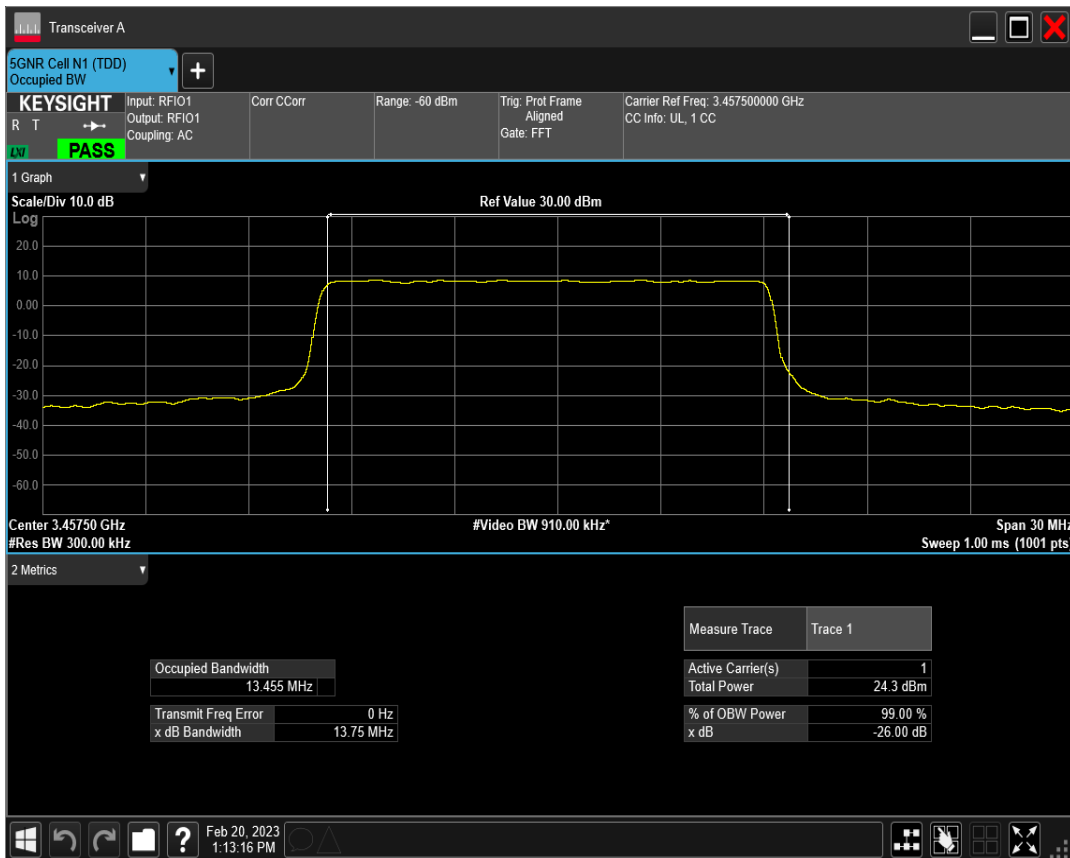 Transceiver A
5GNR Cell N1 (TDD)
Occupied BW
+
KEYSIGHT
R T
LXI
PASS
Input: RFIO1
Output: RFIO1
Coupling: AC
Corr CCorr
Range: -60 dBm
Trig: Prot Frame
Aligned
Gate: FFT
Carrier Ref Freq: 3.457500000 GHz
CC Info: UL, 1 CC
1 Graph
Scale/Div 10.0 dB
Ref Value 30.00 dBm
Log
20.0
10.0
0.00
-10.0
-20.0
-30.0
-40.0
-50.0
-60.0
Center 3.45750 GHz
#Video BW 910.00 kHz*
Span 30 MHz
#Res BW 300.00 kHz
Sweep 1.00 ms (1001 pts)
2 Metrics
Measure Trace Trace 1
Occupied Bandwidth
13.455 MHz
Active Carrier(s) 1
Total Power 24.3 dBm
Transmit Freq Error 0 Hz
x dB Bandwidth 13.75 MHz
% of OBW Power 99.00 %
x dB -26.00 dB
?
Feb 20, 2023
1:13:16 PM